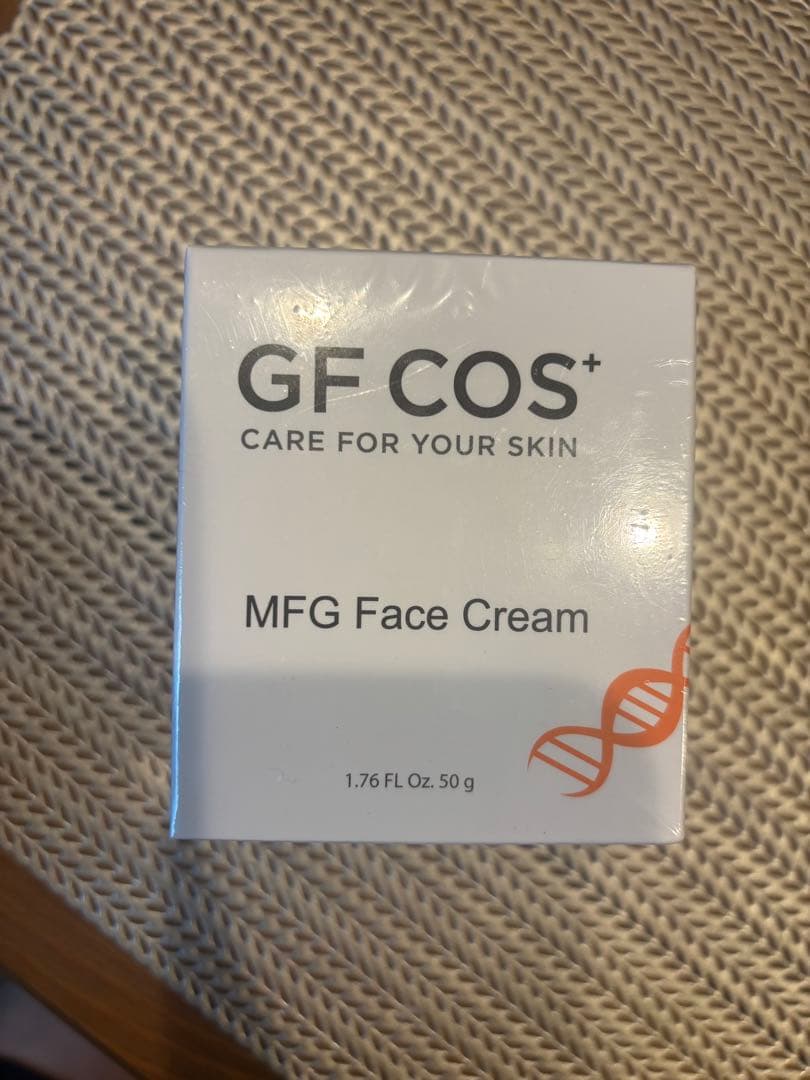 GF COS+
CARE FOR YOUR SKIN
MFG Face Cream
1.76 FL Oz. 50 g